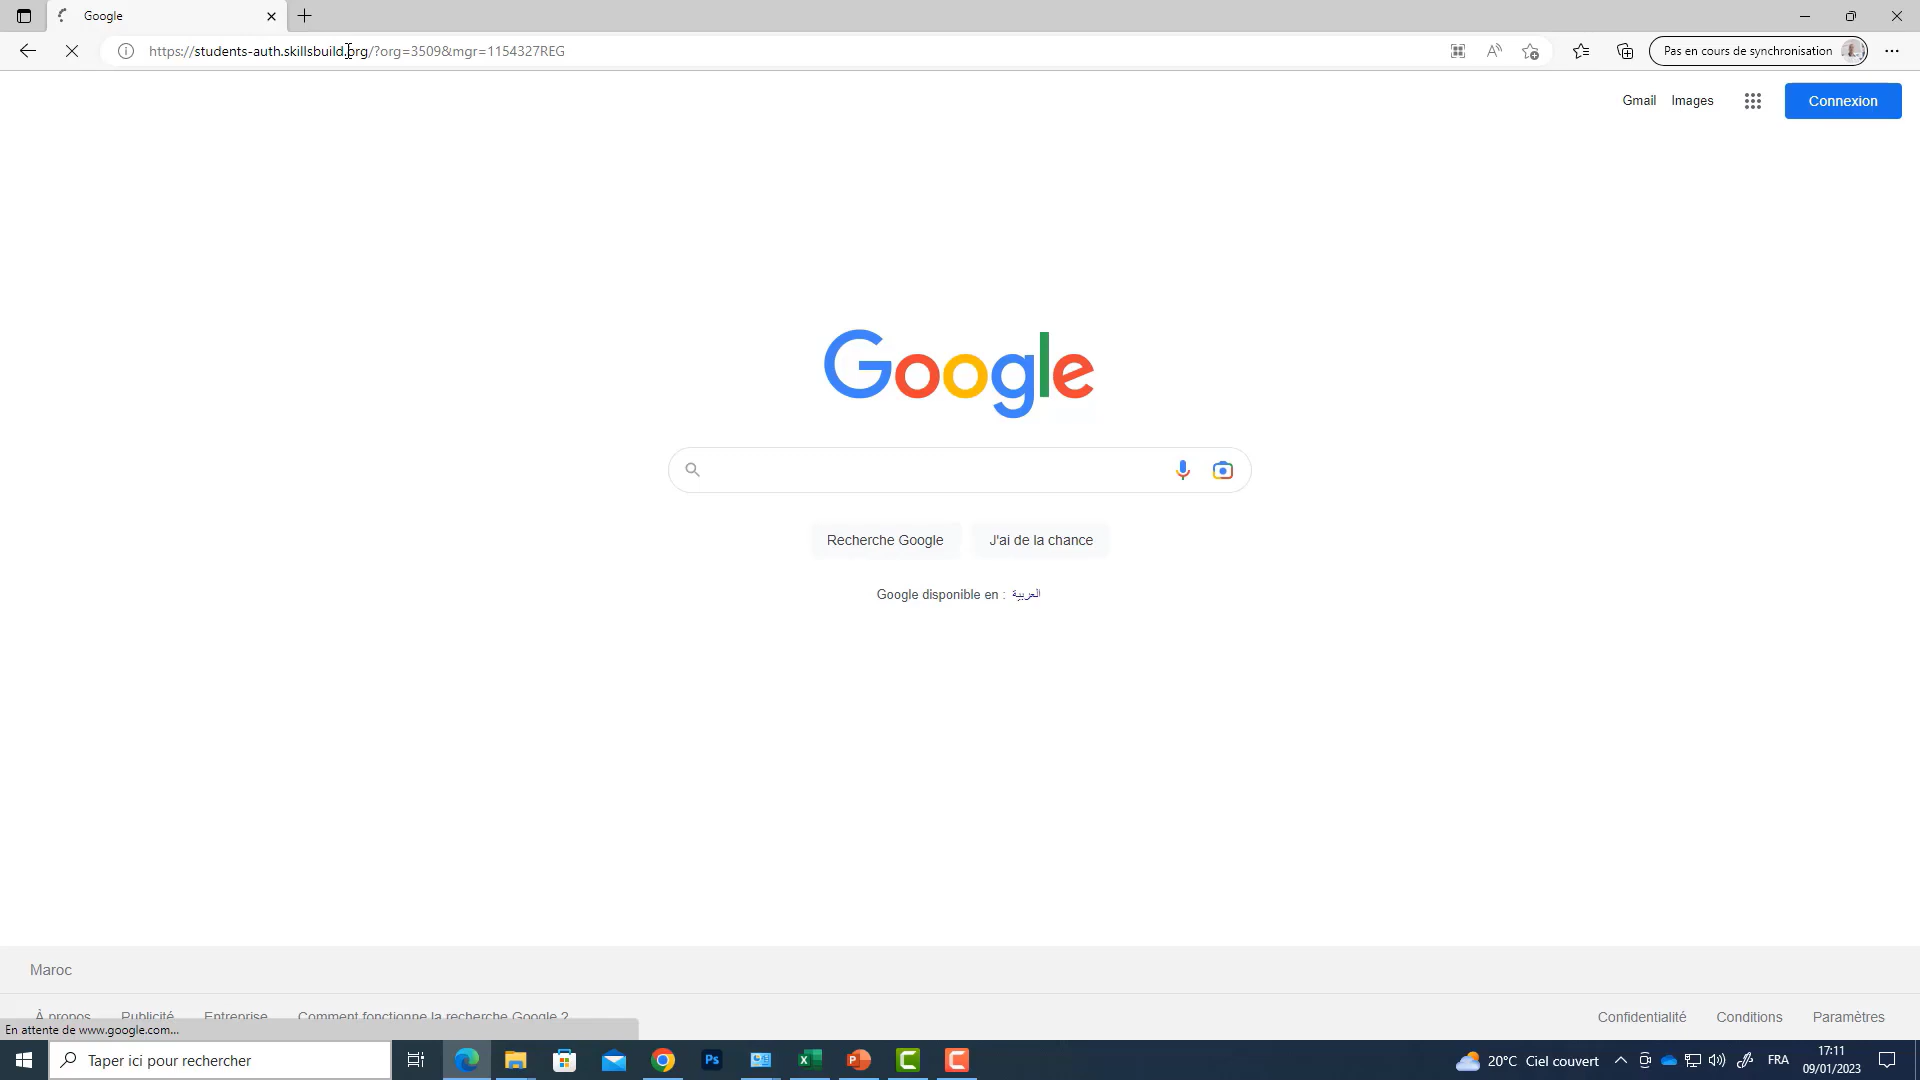 Google
https://students-auth.skillsbuild.org/?org=3509&mgr=1154327REG
Pas en cours de synchronisation
Gmail Images Connexion
Google
Recherche Google J'ai de la chance
Google disponible en : العربية
Maroc
À propos Publicité Entreprise Comment fonctionne la recherche Google ?
Confidentialité Conditions Paramètres
En attente de www.google.com...
Taper ici pour rechercher
Ps
20°C Ciel couvert
FRA
17:11
09/01/2023